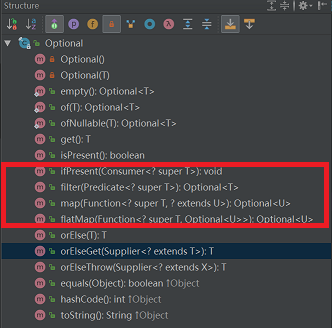 Structure
Optional
Optional()
Optional(T)
empty(): Optional<T>
of(T): Optional<T>
ofNullable(T): Optional<T>
get(): T
isPresent(): boolean
ifPresent(Consumer<? super T>): void
filter(Predicate<? super T>): Optional<T>
map(Function<? super T, ? extends U>): Optional<U>
flatMap(Function<? super T, Optional<U>>): Optional<U>
orElse(T): T
orElseGet(Supplier<? extends T>): T
orElseThrow(Supplier<? extends X>): T
equals(Object): boolean ↑Object
hashCode(): int ↑Object
toString(): String ↑Object